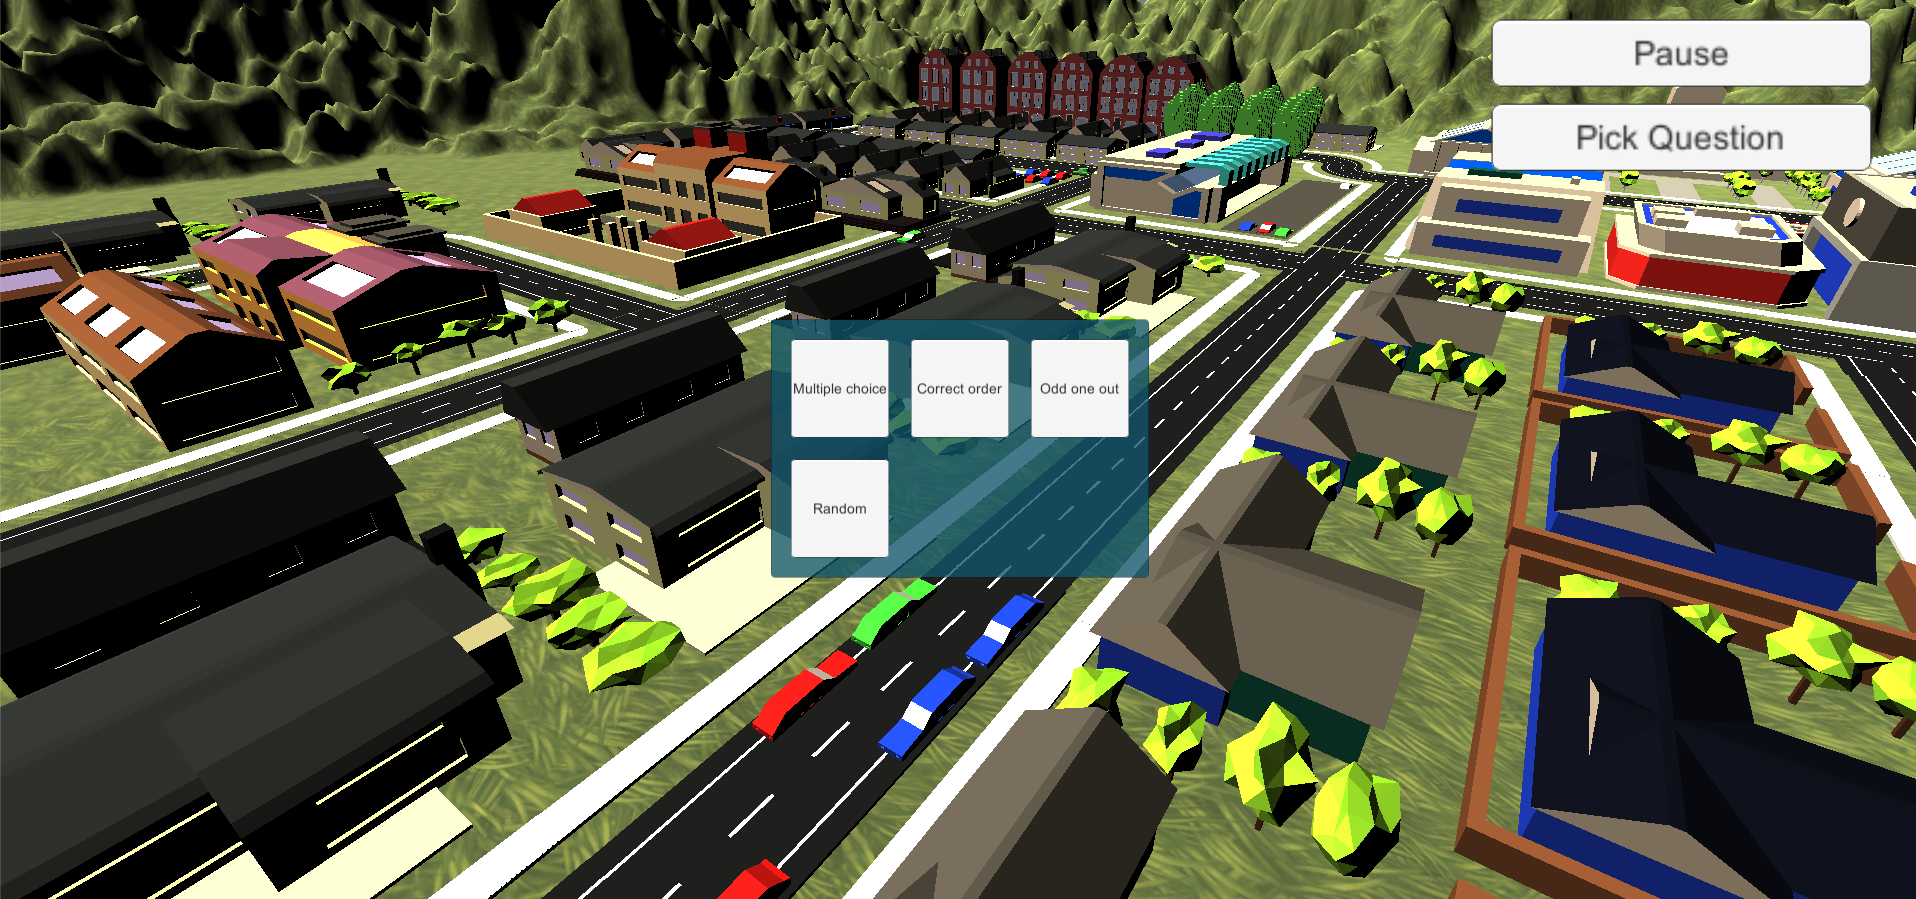 Pause
Pick Question
Multiple choice
Correct order
Odd one out
Random